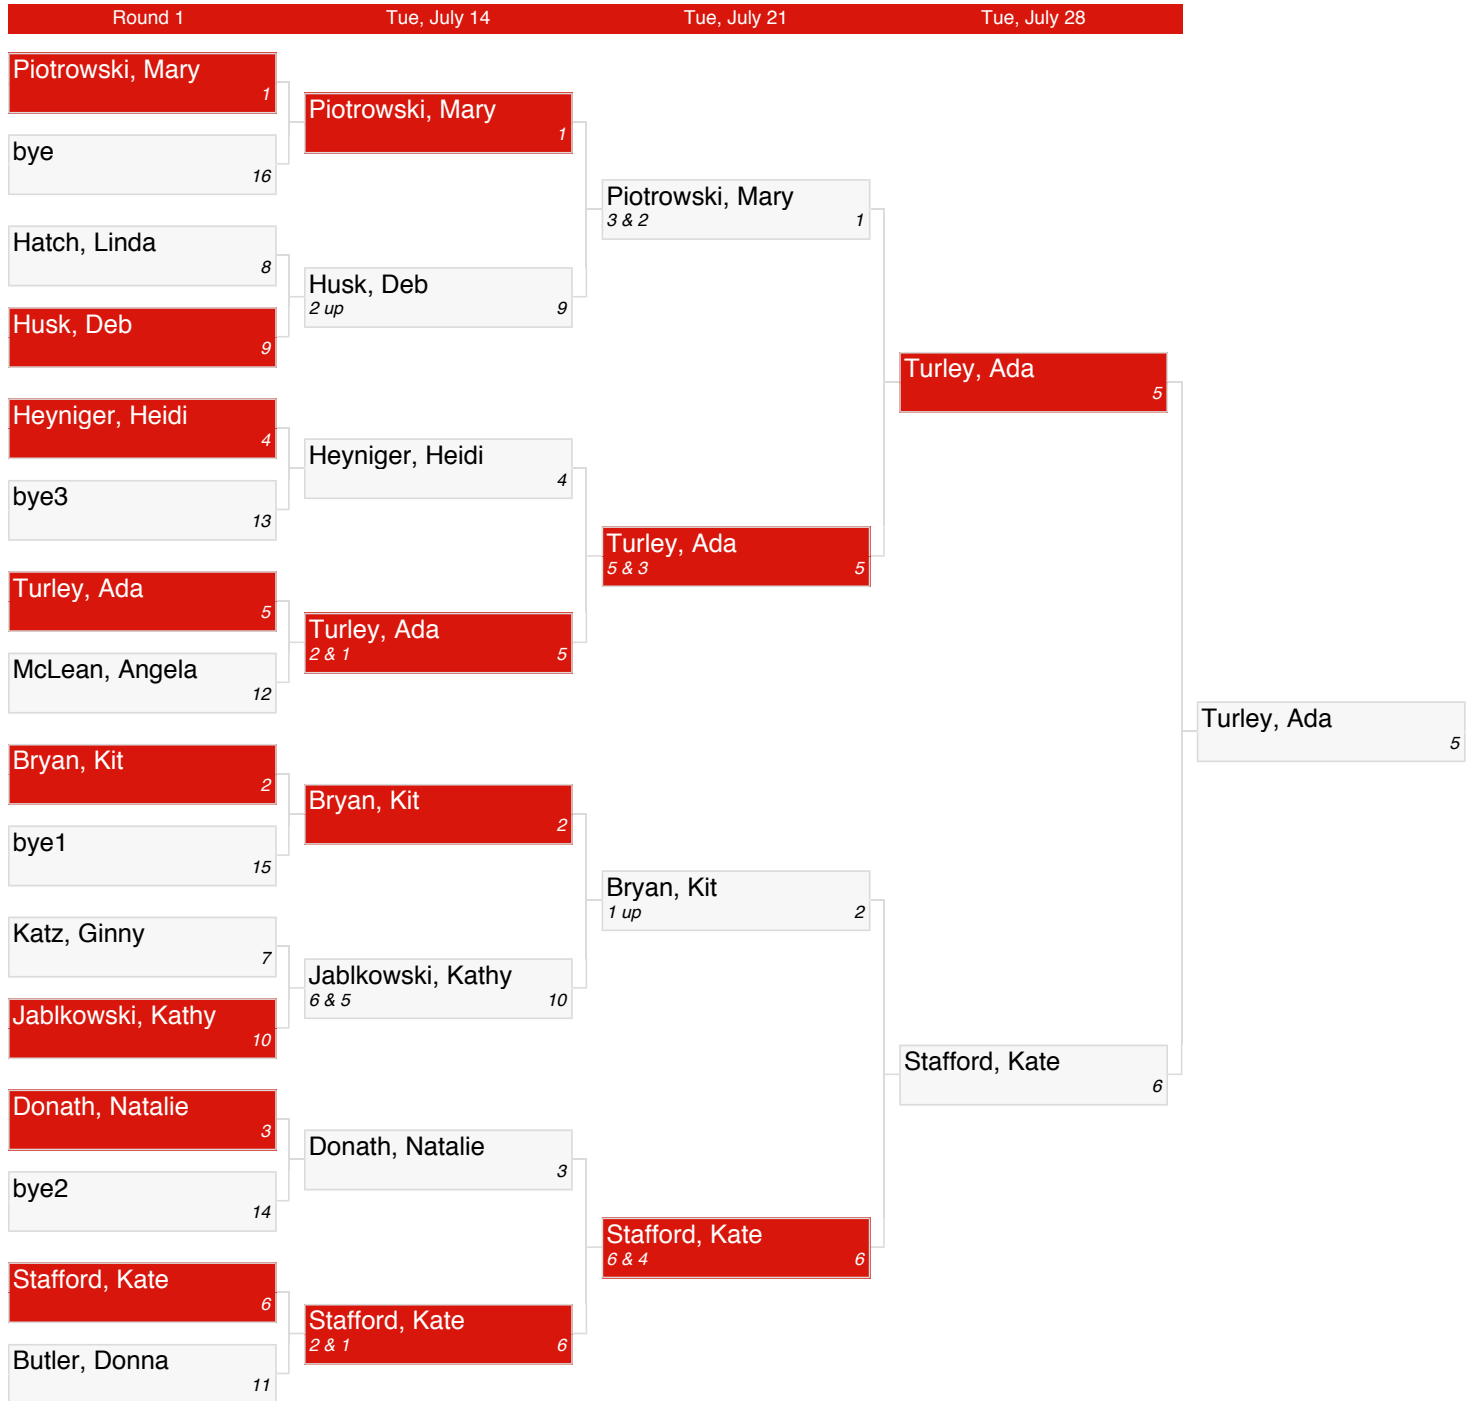 Round 1
Tue, July 14
Tue, July 21
Tue, July 28
Piotrowski, Mary
1
bye
16
Hatch, Linda
8
Husk, Deb
9
Heyniger, Heidi
4
bye3
13
Turley, Ada
5
McLean, Angela
12
Bryan, Kit
2
bye1
15
Katz, Ginny
7
Jablkowski, Kathy
10
Donath, Natalie
3
bye2
14
Stafford, Kate
6
Butler, Donna
11
Piotrowski, Mary
1
Husk, Deb
2 up 9
Heyniger, Heidi
4
Turley, Ada
2 & 1 5
Bryan, Kit
2
Jablkowski, Kathy
6 & 5 10
Donath, Natalie
3
Stafford, Kate
2 & 1 6
Piotrowski, Mary
3 & 2 1
Turley, Ada
5 & 3 5
Bryan, Kit
1 up 2
Stafford, Kate
6 & 4 6
Turley, Ada
5
Stafford, Kate
6
Turley, Ada
5